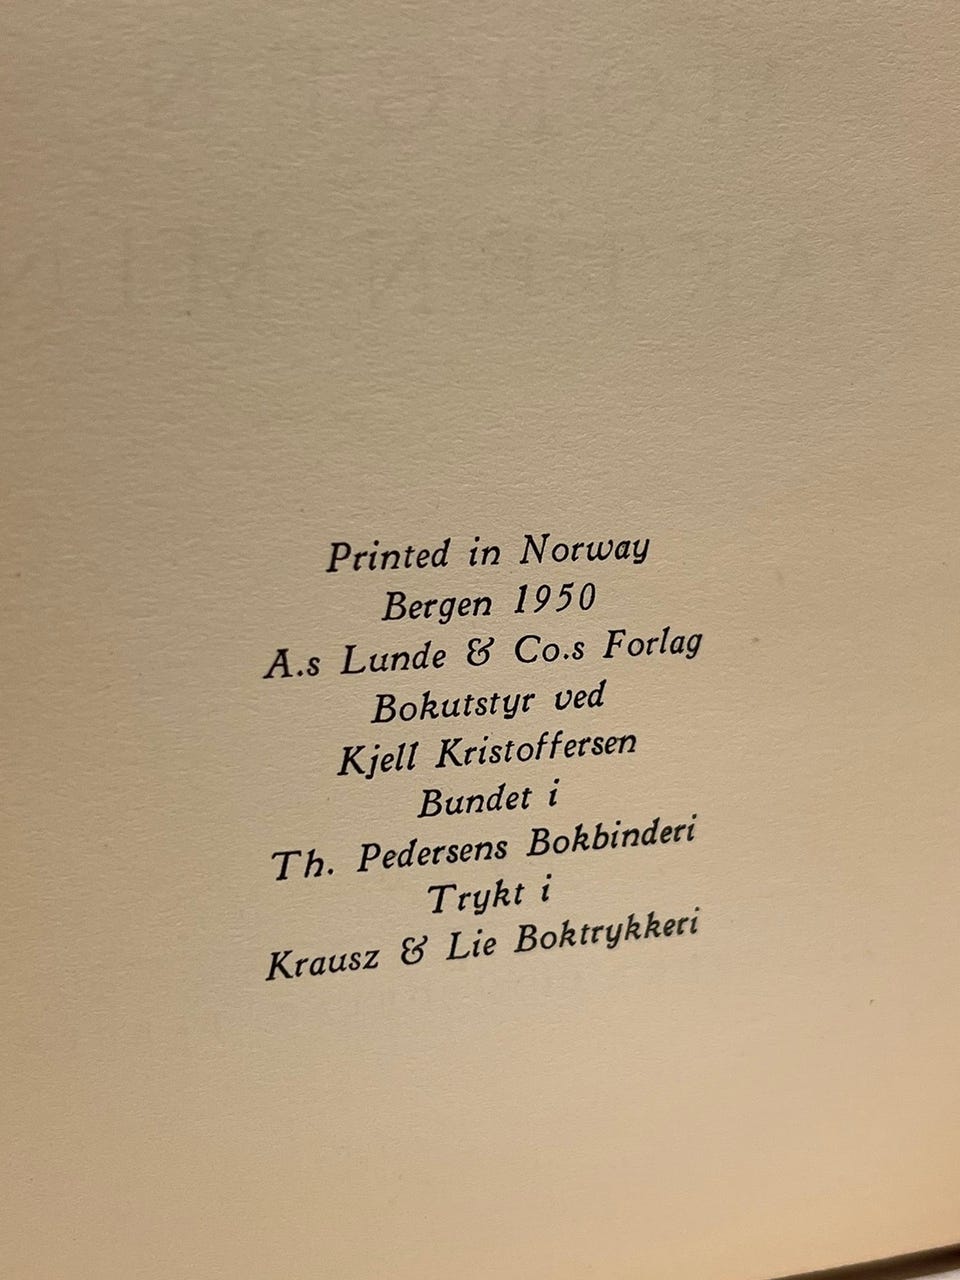 Printed in Norway
Bergen 1950
A.s Lunde & Co.s Forlag
Bokutstyr ved
Kjell Kristoffersen
Bundet i
Th. Pedersens Bokbinderi
Trykt i
Krausz & Lie Boktrykkeri